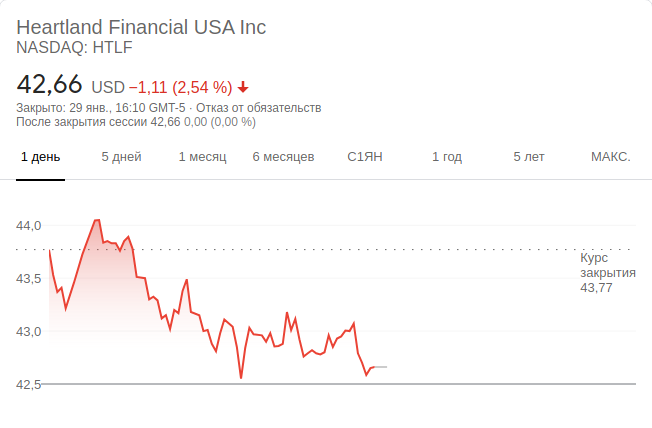 Heartland Financial USA Inc
NASDAQ: HTLF
42,66 USD −1,11 (2,54 %)
Закрыто: 29 янв., 16:10 GMT-5 · Отказ от обязательств
После закрытия сессии 42,66 0,00 (0,00 %)
1 день 5 дней 1 месяц 6 месяцев С1ЯН 1 год 5 лет МАКС.
44,0
Курс
закрытия
43,77
43,5
43,0
42,5